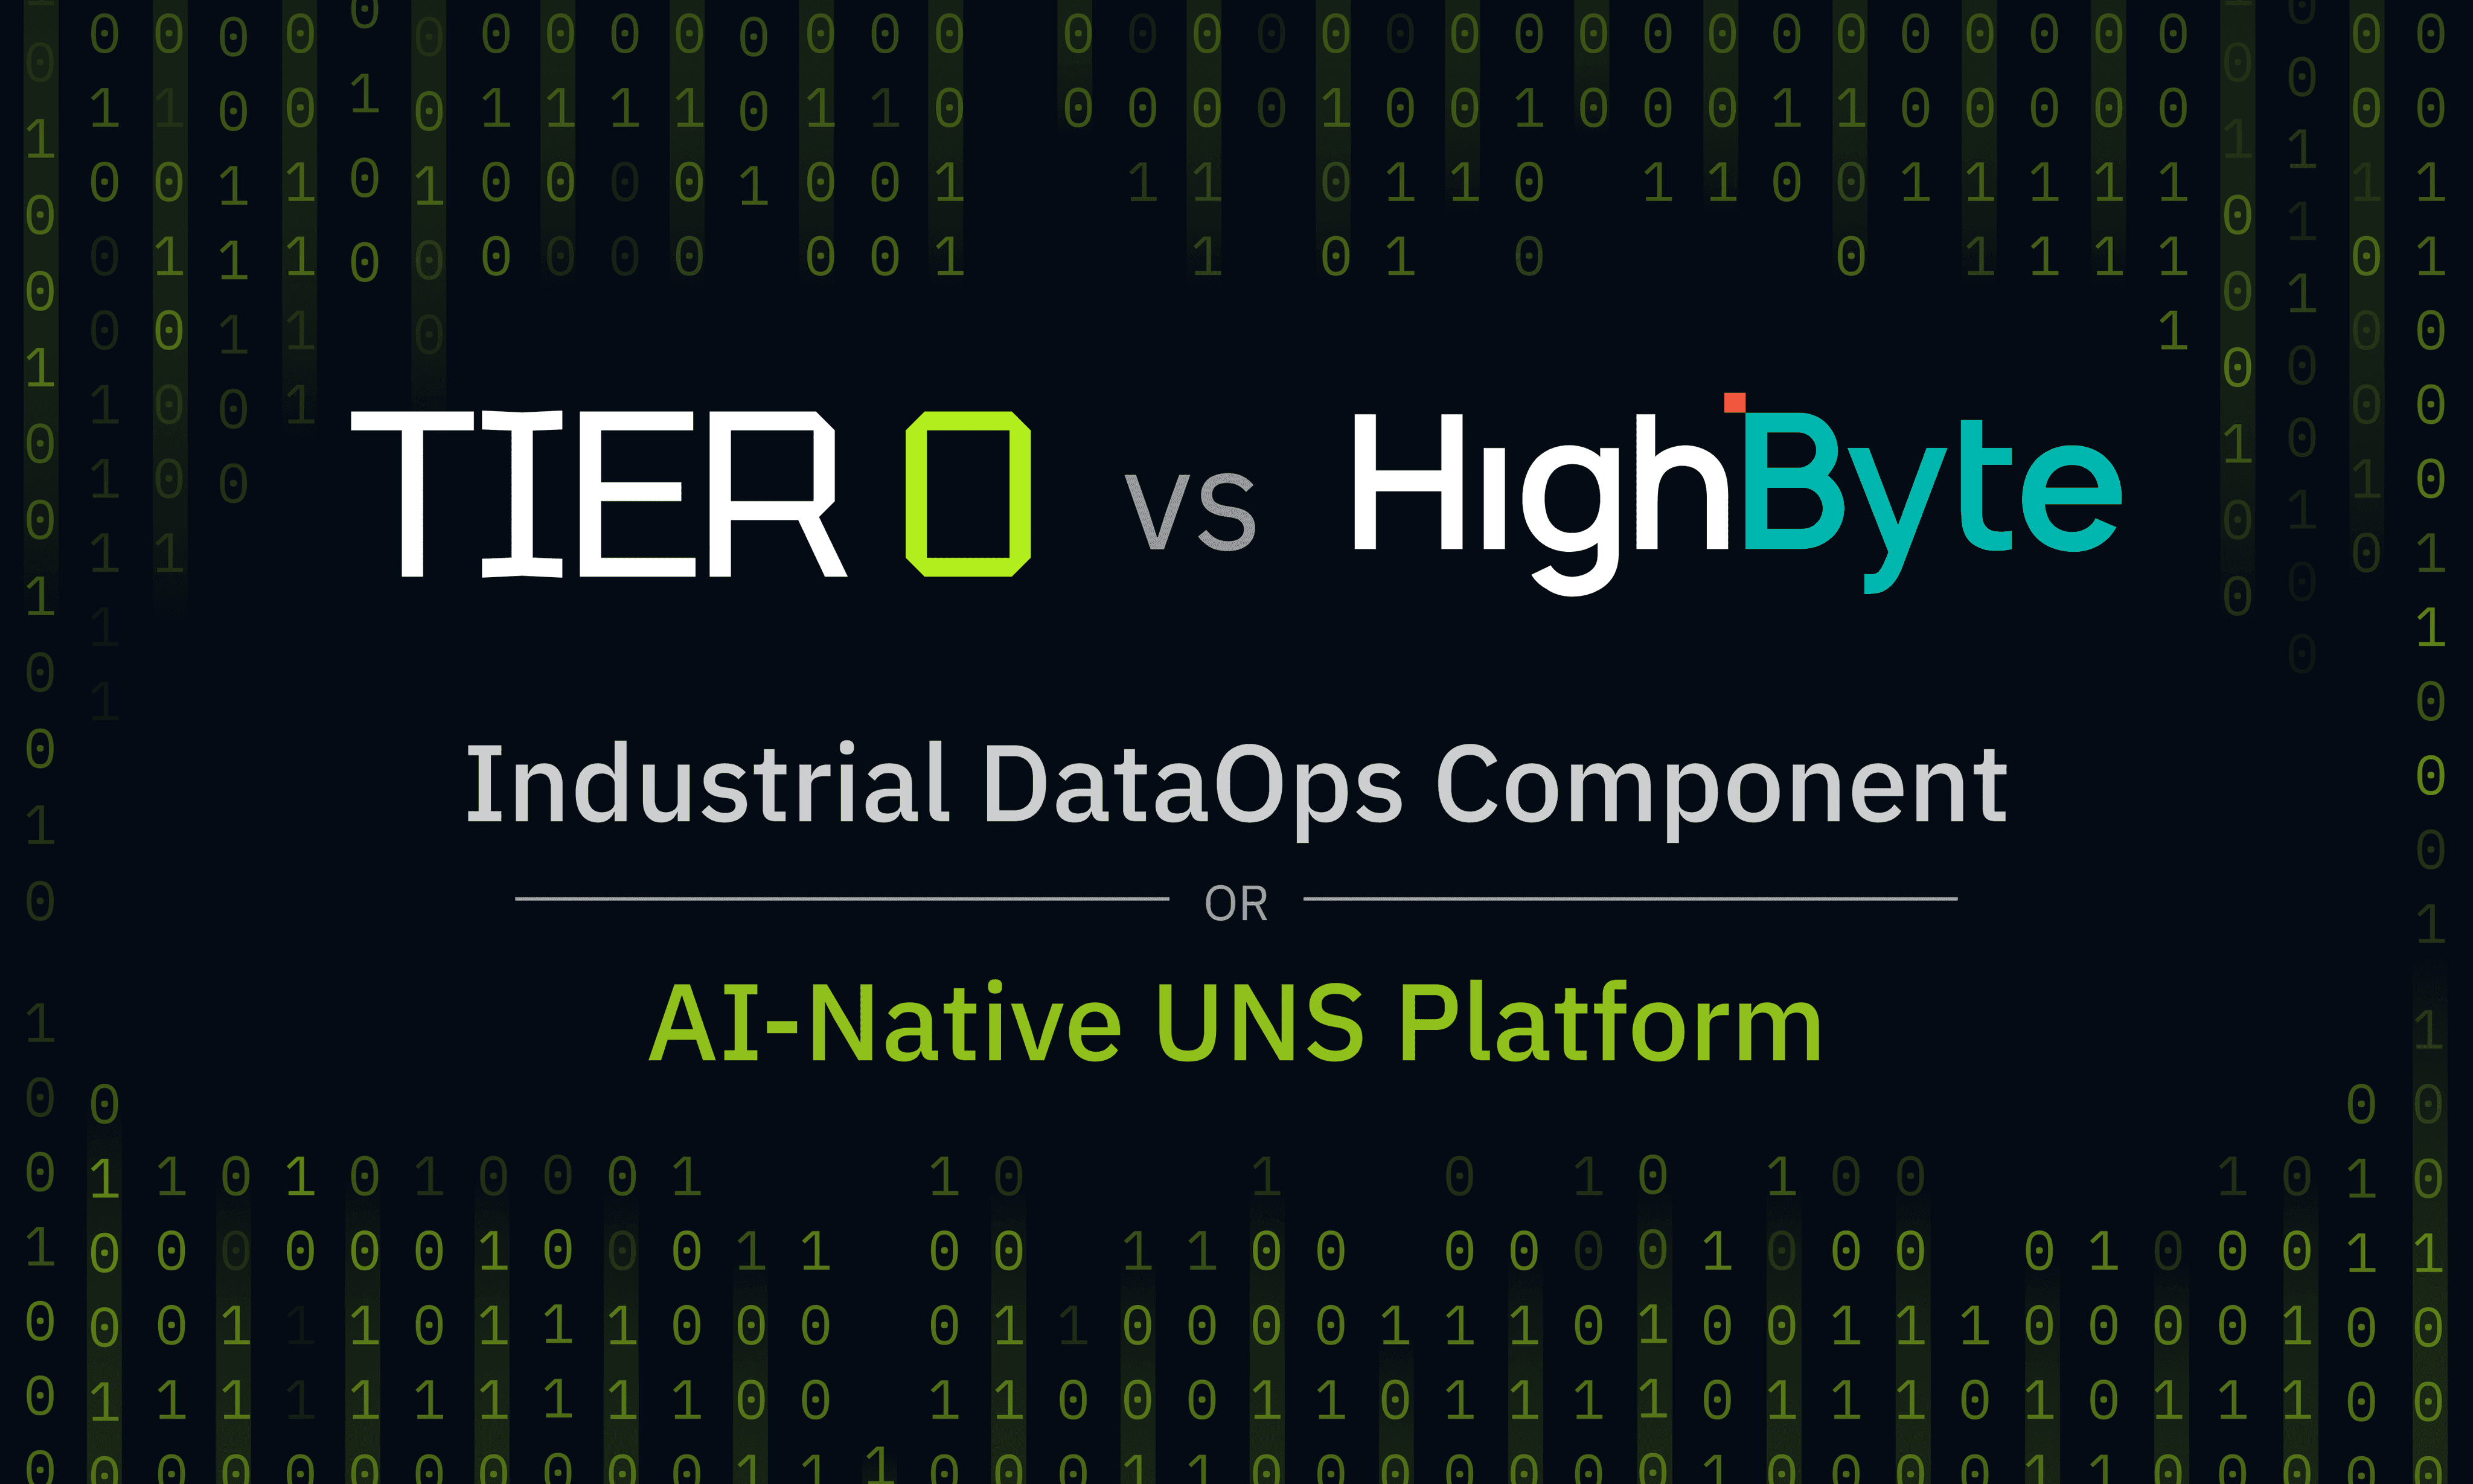 TIER 0 vs HighByte
Industrial DataOps Component
OR
AI-Native UNS Platform